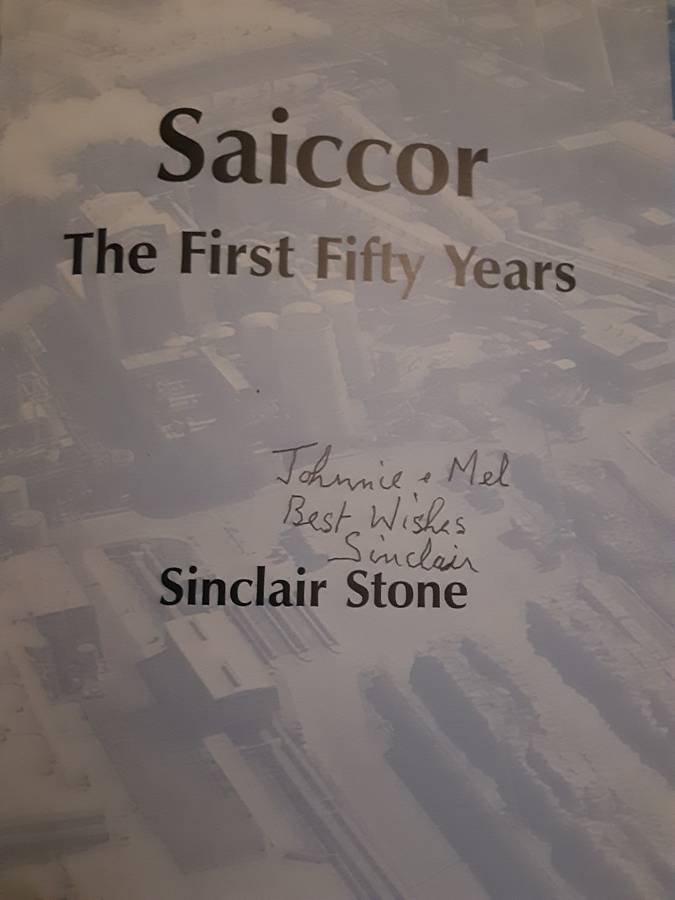 Saiccor
The First Fifty Years
Johnnie & Mel
Best Wishes
Sinclair
Sinclair Stone